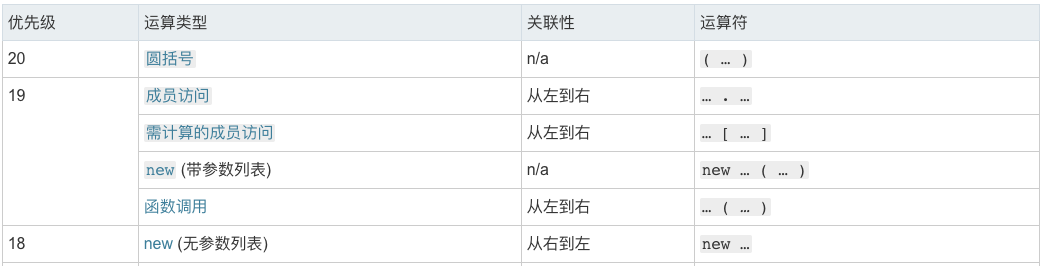 优先级 运算类型 关联性 运算符
20 圆括号 n/a ( … )
19 成员访问 从左到右 … . …
需计算的成员访问 从左到右 … [ … ]
new (带参数列表) n/a new … ( … )
函数调用 从左到右 … ( … )
18 new (无参数列表) 从右到左 new …